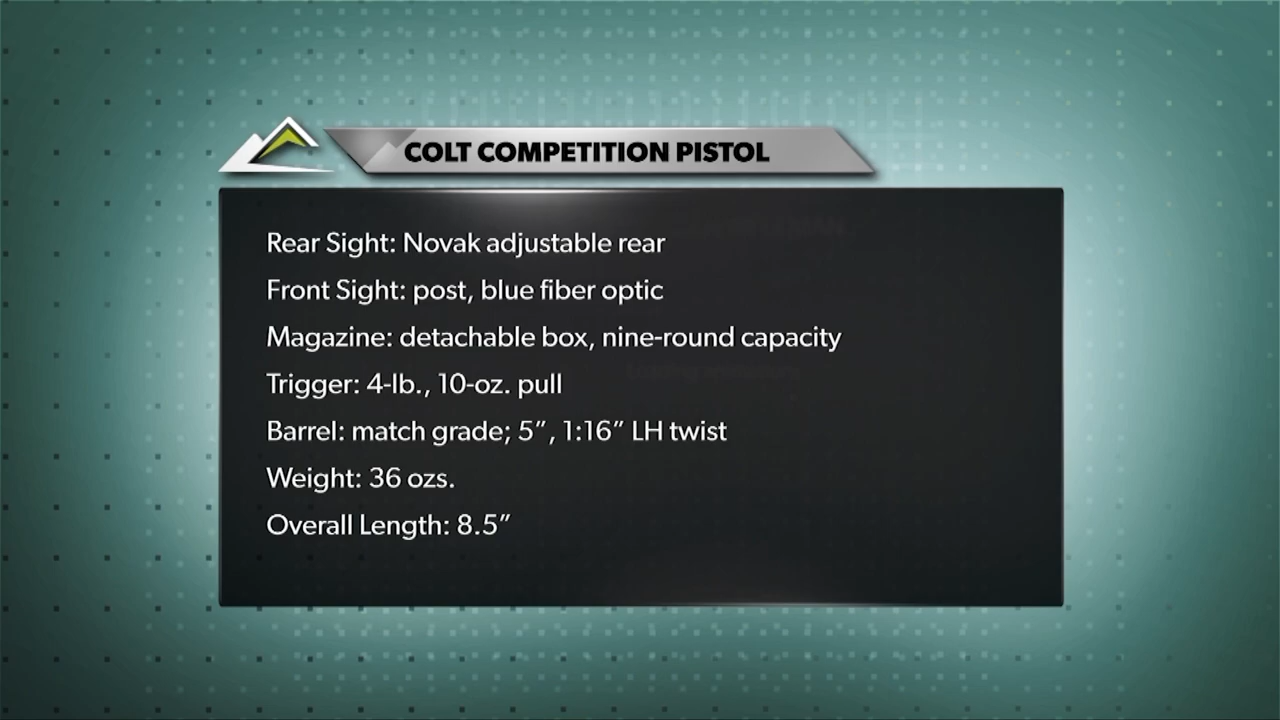 COLT COMPETITION PISTOL
Rear Sight: Novak adjustable rear
Front Sight: post, blue fiber optic
Magazine: detachable box, nine-round capacity
Trigger: 4-lb., 10-oz. pull
Barrel: match grade; 5”, 1:16” LH twist
Weight: 36 ozs.
Overall Length: 8.5”